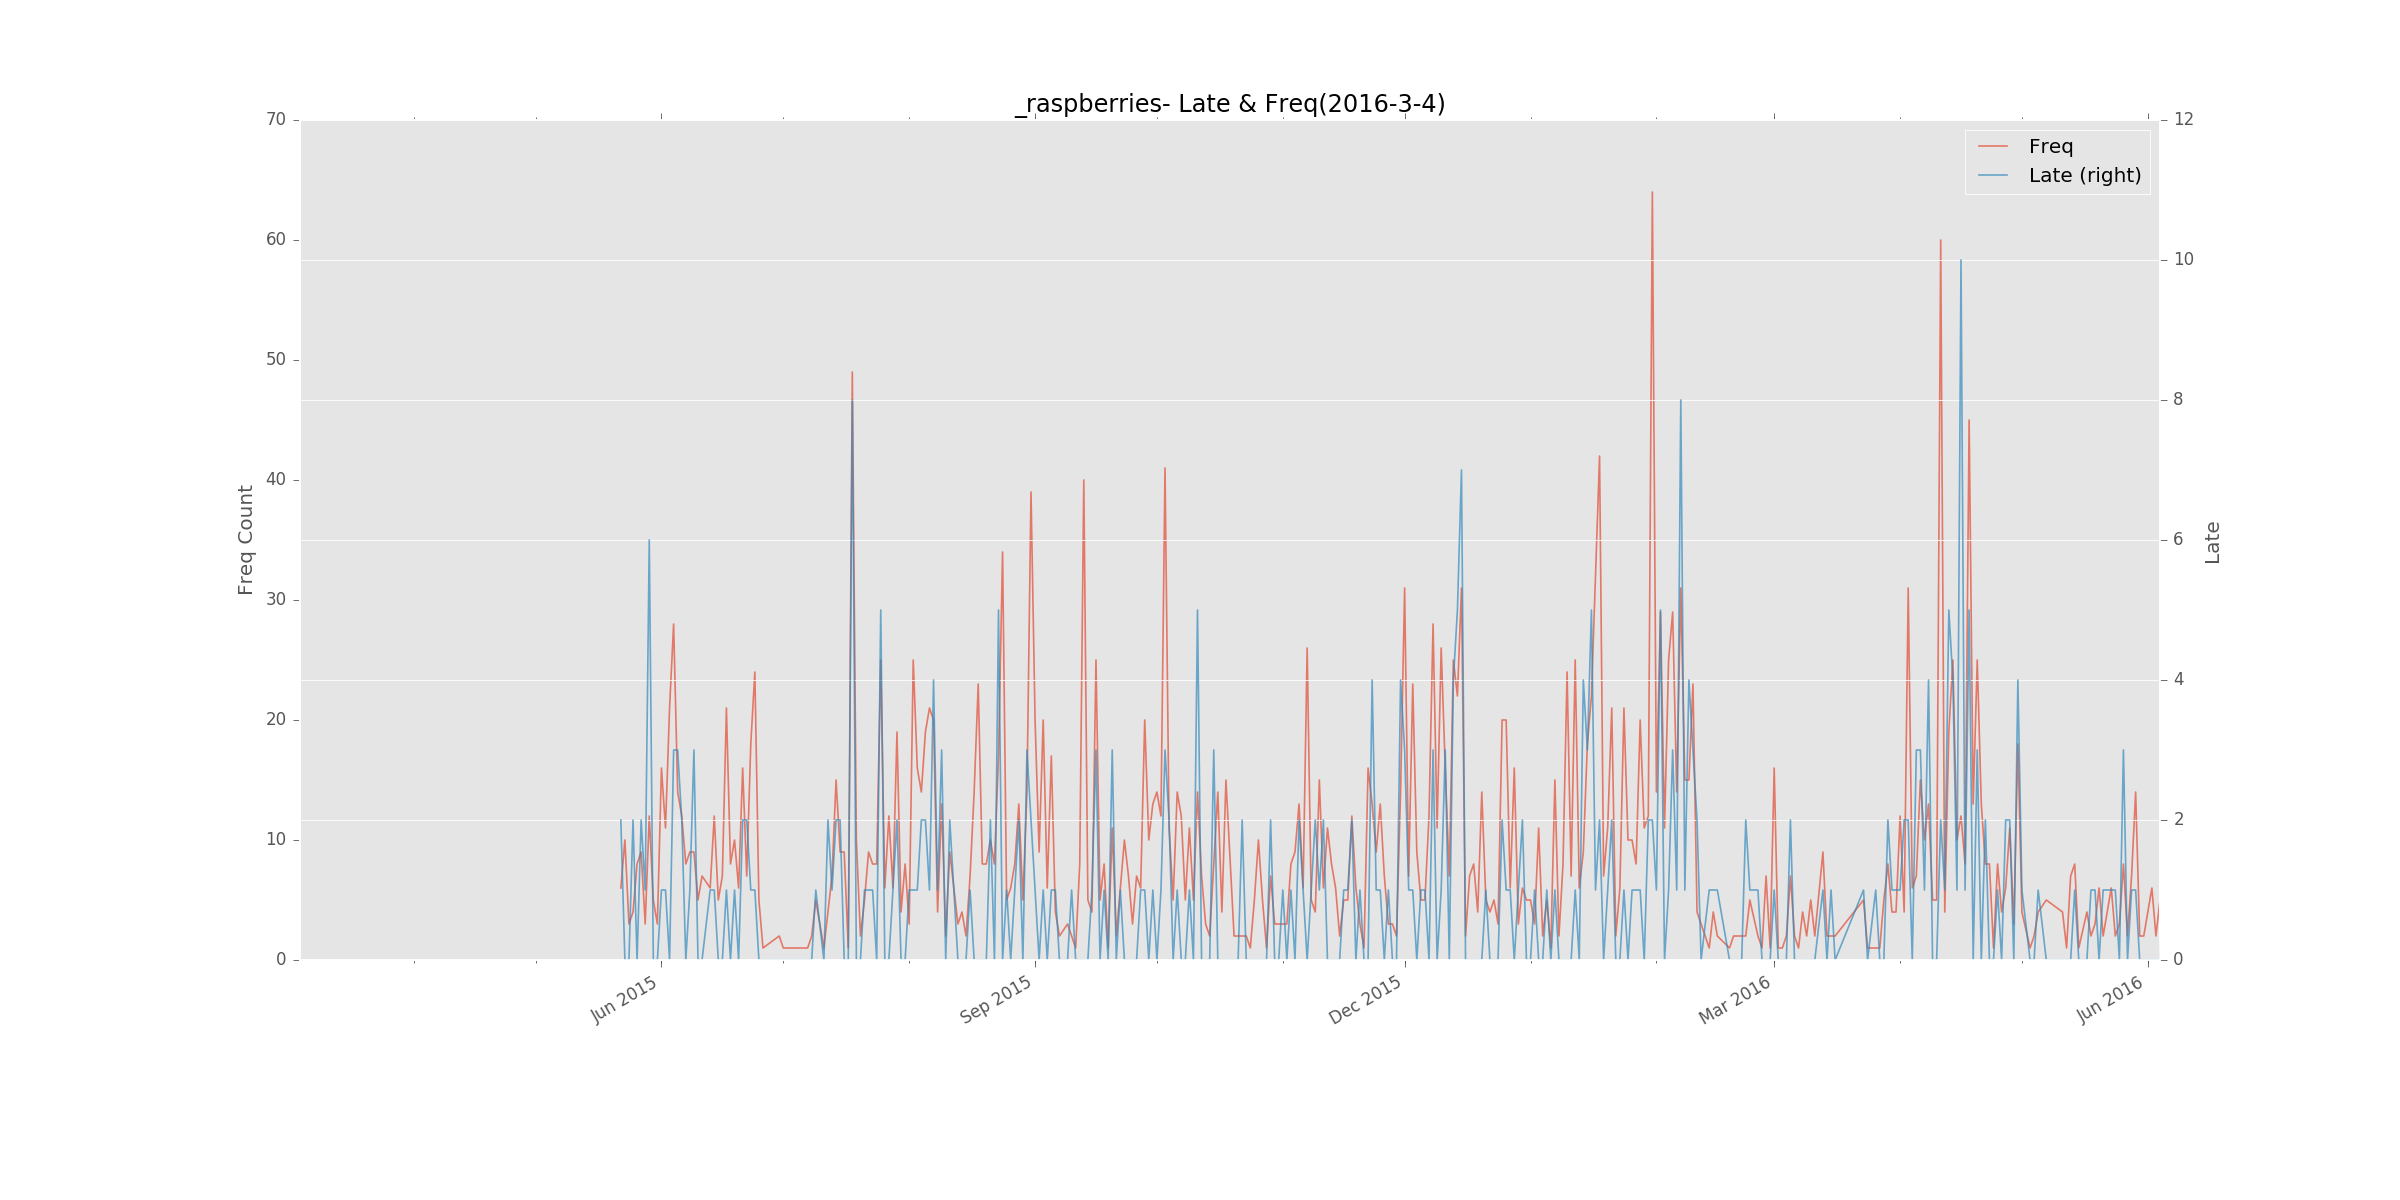 _raspberries- Late & Freq(2016-3-4)
70
60
50
40
30
20
10
0
Freq Count
12
10
8
6
4
2
0
Late
Freq
Late (right)
Jun 2015
Sep 2015
Dec 2015
Mar 2016
Jun 2016